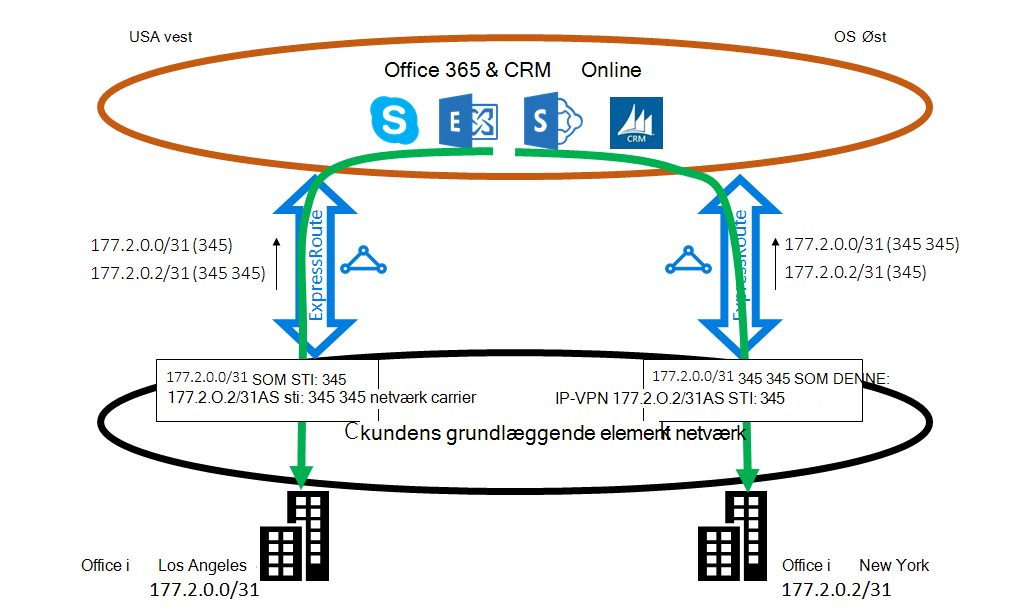 USA vest
OS Øst
Office 365 & CRM Online
S
E
S
CRM
177.2.0.0/31 (345)
177.2.0.2/31 (345 345)
ExpressRoute
ExpressRoute
177.2.0.0/31 (345 345)
177.2.0.2/31 (345)
177.2.0.0/31 SOM STI: 345
177.2.O.2/31AS sti: 345 345 netværk carrier
177.2.0.0/31 345 345 SOM DENNE:
IP-VPN 177.2.O.2/31AS STI: 345
Ckundens grundlæggende element netværk
Office i Los Angeles
177.2.0.0/31
Office i New York
177.2.0.2/31